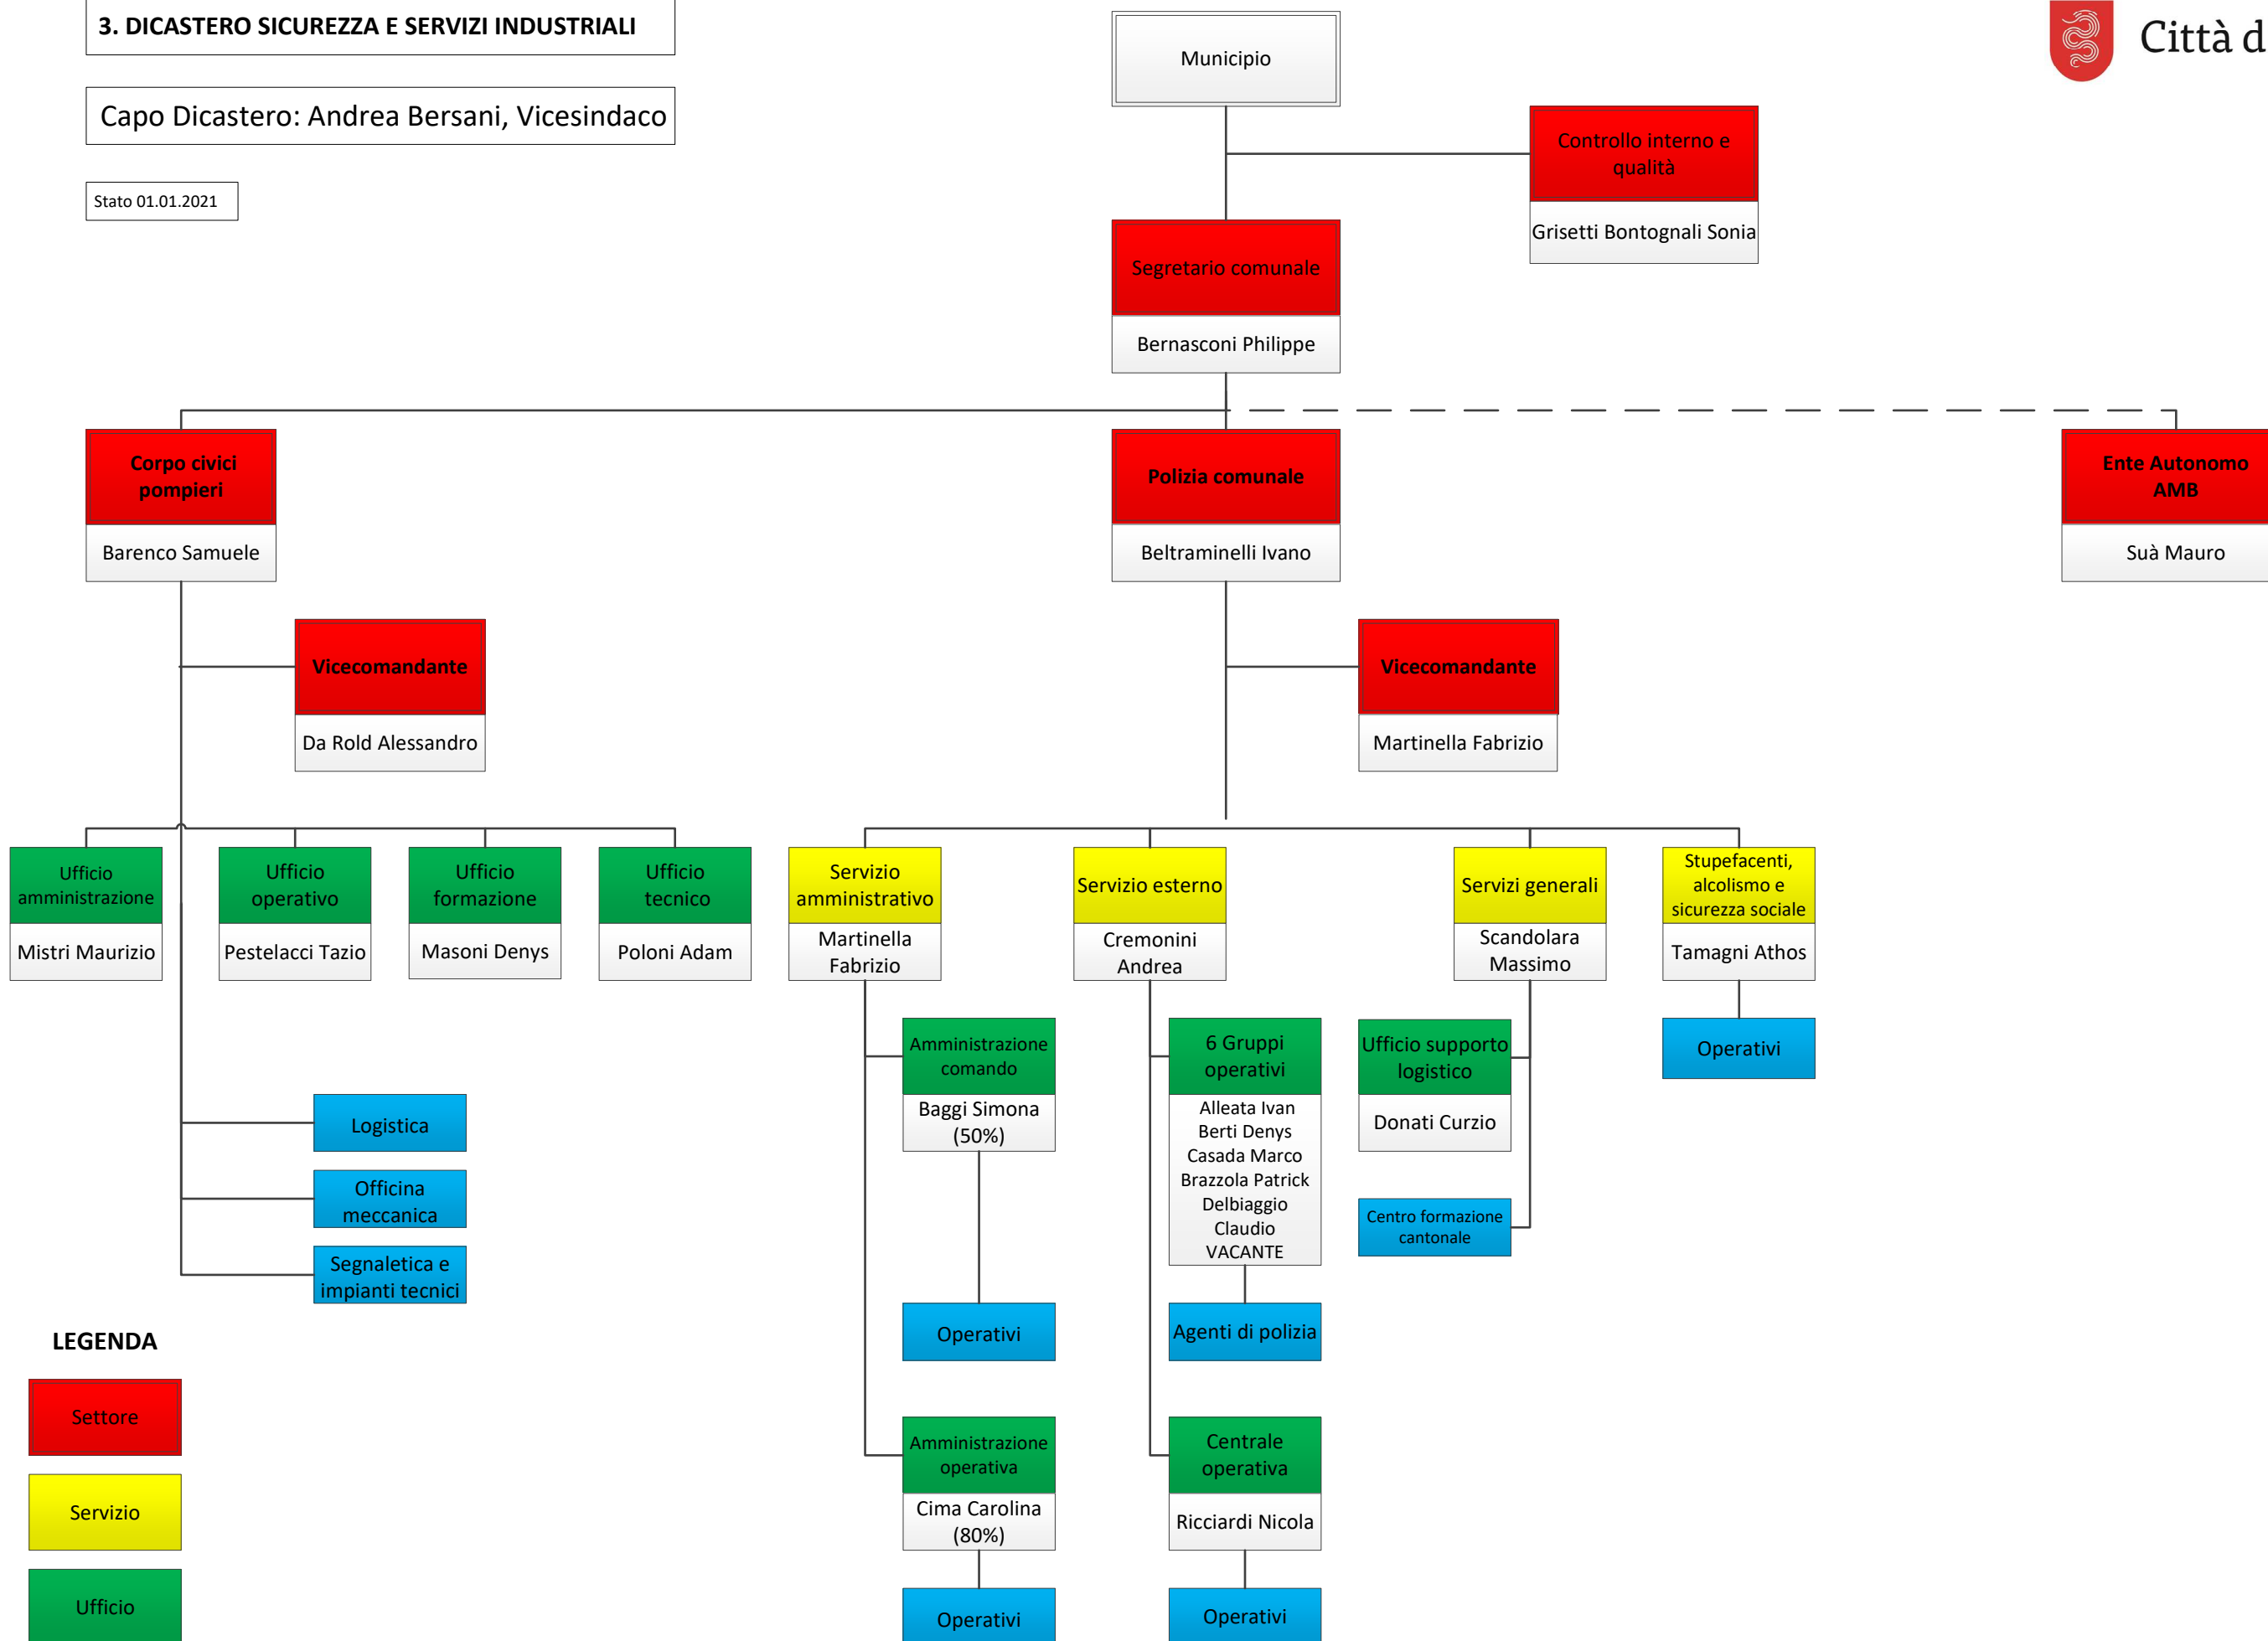 3. DICASTERO SICUREZZA E SERVIZI INDUSTRIALI
Città d
Municipio
Capo Dicastero: Andrea Bersani, Vicesindaco
Controllo interno e
qualità
Stato 01.01.2021
Grisetti Bontognali Sonia
Segretario comunale
Bernasconi Philippe
Corpo civici
pompieri
Barenco Samuele
Polizia comunale
Beltraminelli Ivano
Ente Autonomo
AMB
Suà Mauro
Vicecomandante
Da Rold Alessandro
Vicecomandante
Martinella Fabrizio
Ufficio
amministrazione
Mistri Maurizio
Ufficio
operativo
Pestelacci Tazio
Ufficio
formazione
Masoni Denys
Ufficio
tecnico
Poloni Adam
Servizio
amministrativo
Martinella
Fabrizio
Servizio esterno
Cremonini
Andrea
Servizi generali
Scandolara
Massimo
Stupefacenti,
alcolismo e
sicurezza sociale
Tamagni Athos
Logistica
Officina
meccanica
Segnaletica e
impianti tecnici
Amministrazione
comando
Baggi Simona
(50%)
Operativi
Amministrazione
operativa
Cima Carolina
(80%)
Operativi
6 Gruppi
operativi
Alleata Ivan
Berti Denys
Casada Marco
Brazzola Patrick
Delbiaggio
Claudio
VACANTE
Agenti di polizia
Centrale
operativa
Ricciardi Nicola
Operativi
Ufficio supporto
logistico
Donati Curzio
Centro formazione
cantonale
Operativi
LEGENDA
Settore
Servizio
Ufficio